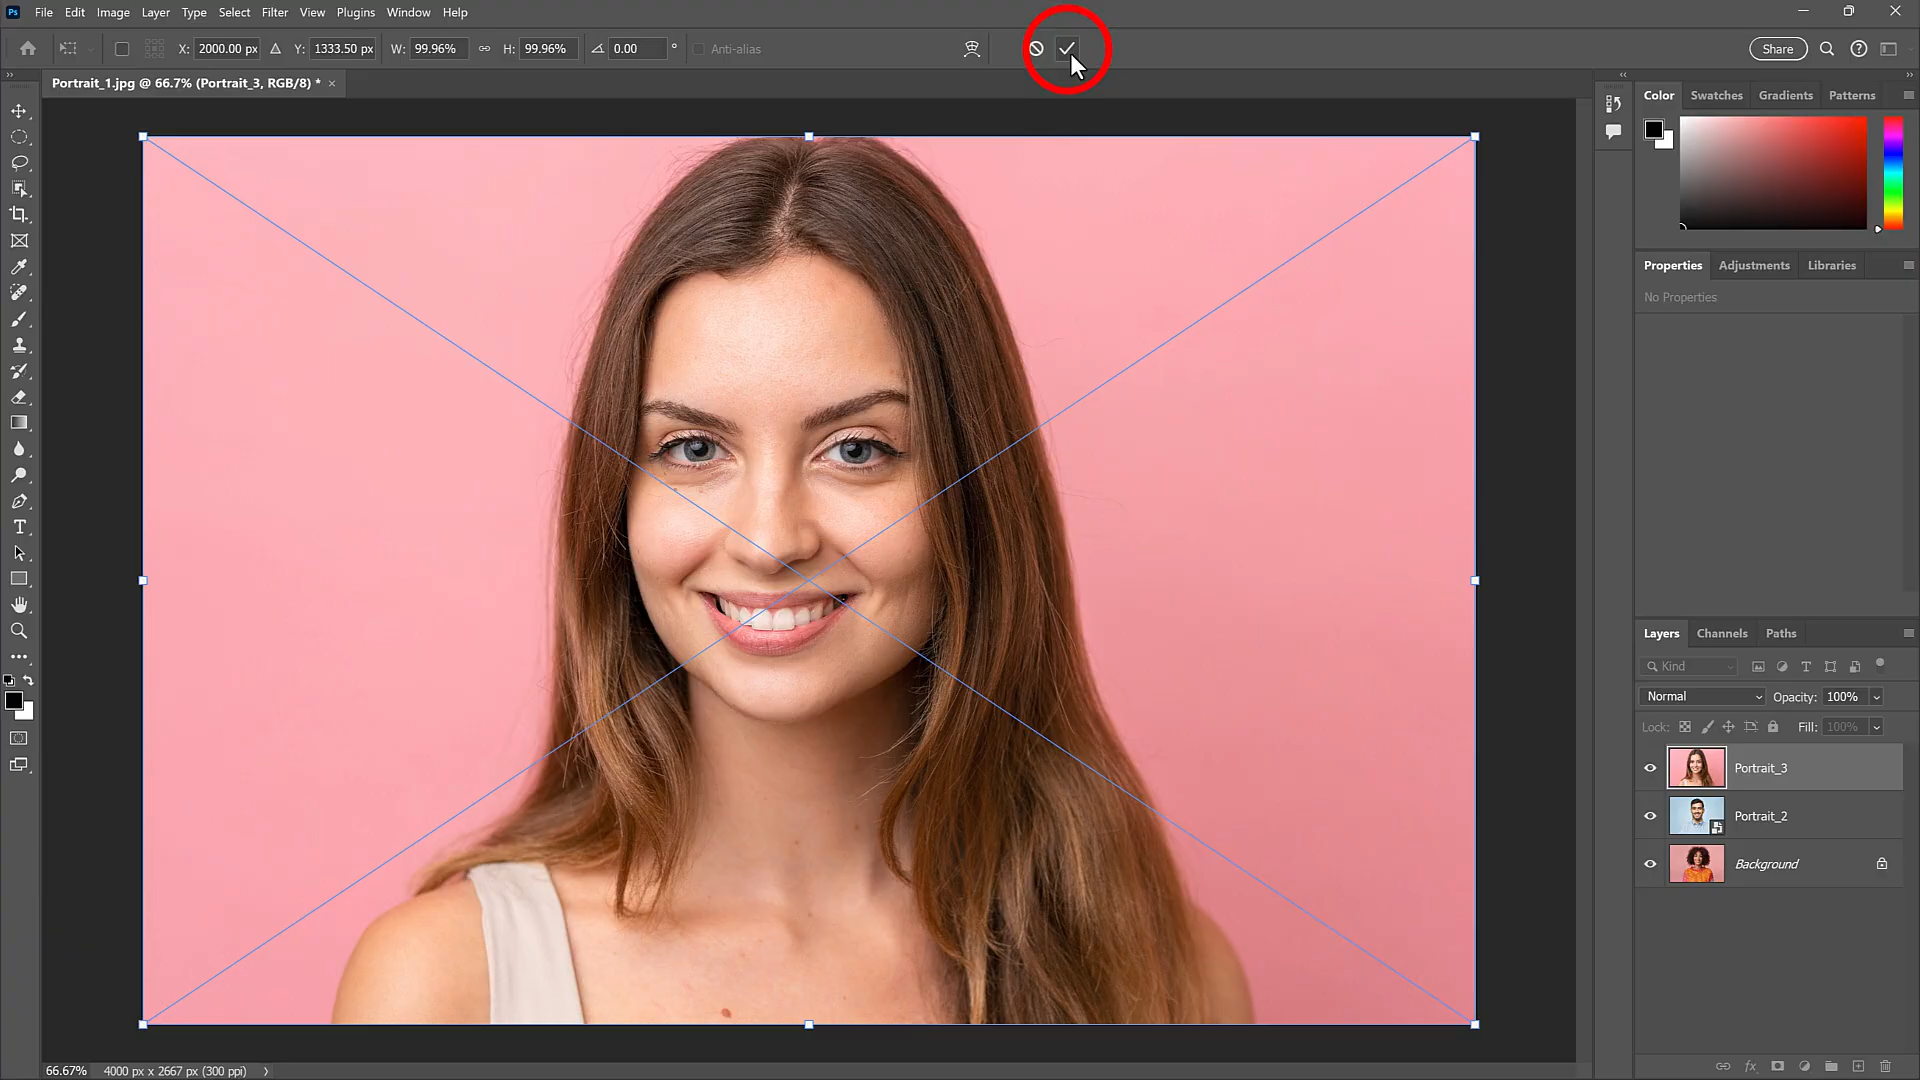 Ps File Edit Image Layer Type Select Filter View Plugins Window Help
X: 2000.00 px Y: 1333.50 px W: 99.96% H: 99.96% 0.00 ° Anti-alias Share
Portrait_1.jpg @ 66.7% (Portrait_3, RGB/8) * ×
Color Swatches Gradients Patterns
Properties Adjustments Libraries
No Properties
Layers Channels Paths
Kind
Normal Opacity: 100%
Lock: Fill: 100%
Portrait_3
Portrait_2
Background
66.67% 4000 px x 2667 px (300 ppi)